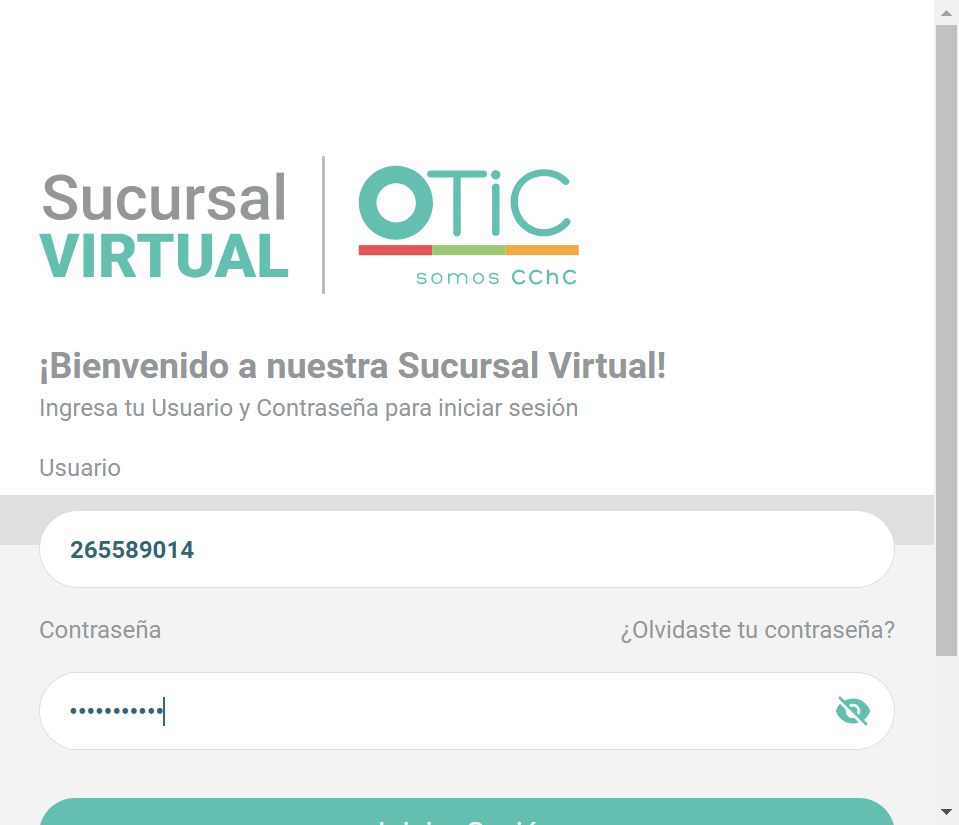 Sucursal
VIRTUAL
OTiC
somos CChC
¡Bienvenido a nuestra Sucursal Virtual!
Ingresa tu Usuario y Contraseña para iniciar sesión
Usuario
265589014
Contraseña
¿Olvidaste tu contraseña?
•••••••••••